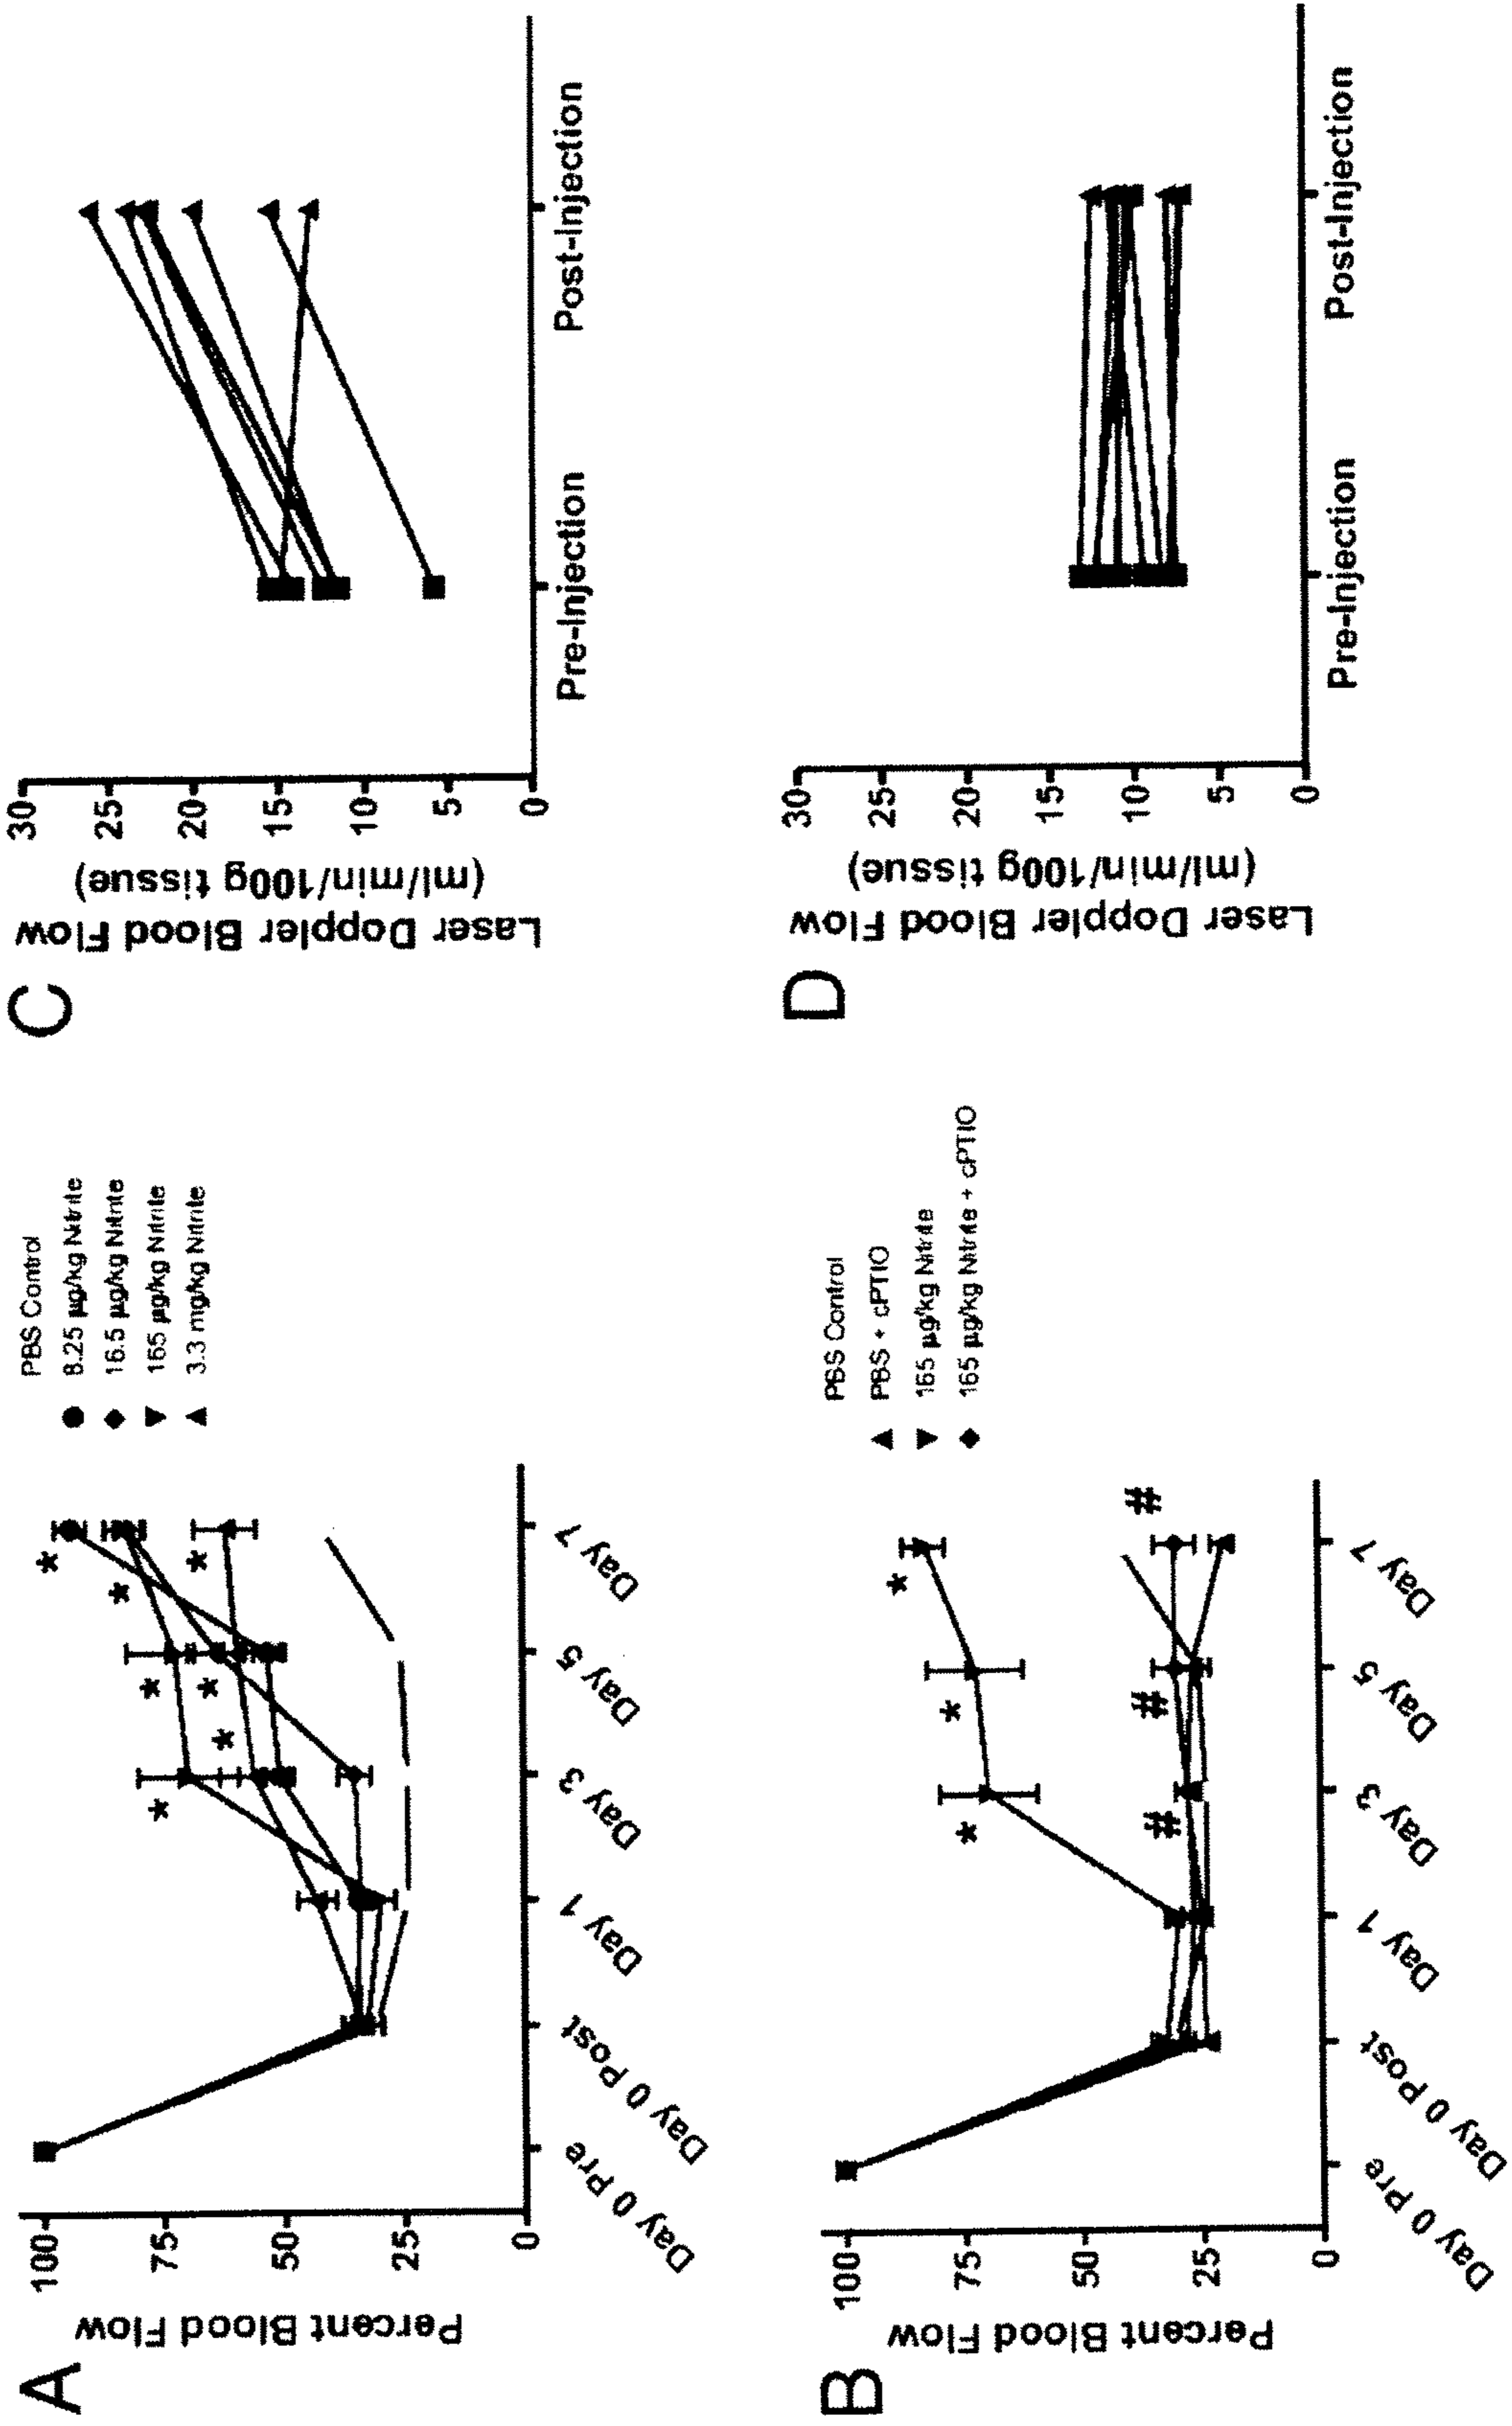 A
Percent Blood Flow
100
75
50
25
0
Day 0 Pre
Day 0 Post
Day 1
Day 3
Day 5
Day 7
*
*
*
*
*
*
*
PBS Control
8.25 µg/kg Nitrite
16.5 µg/kg Nitrite
165 µg/kg Nitrite
3.3 mg/kg Nitrite
C
Laser Doppler Blood Flow
(ml/min/100g tissue)
30
25
20
15
10
5
0
Pre-Injection
Post-Injection
B
Percent Blood Flow
100
75
50
25
0
Day 0 Pre
Day 0 Post
Day 1
Day 3
Day 5
Day 7
*
*
*
#
#
#
PBS Control
PBS + cPTIO
165 µg/kg Nitrite
165 µg/kg Nitrite + cPTIO
D
Laser Doppler Blood Flow
(ml/min/100g tissue)
30
25
20
15
10
5
0
Pre-Injection
Post-Injection